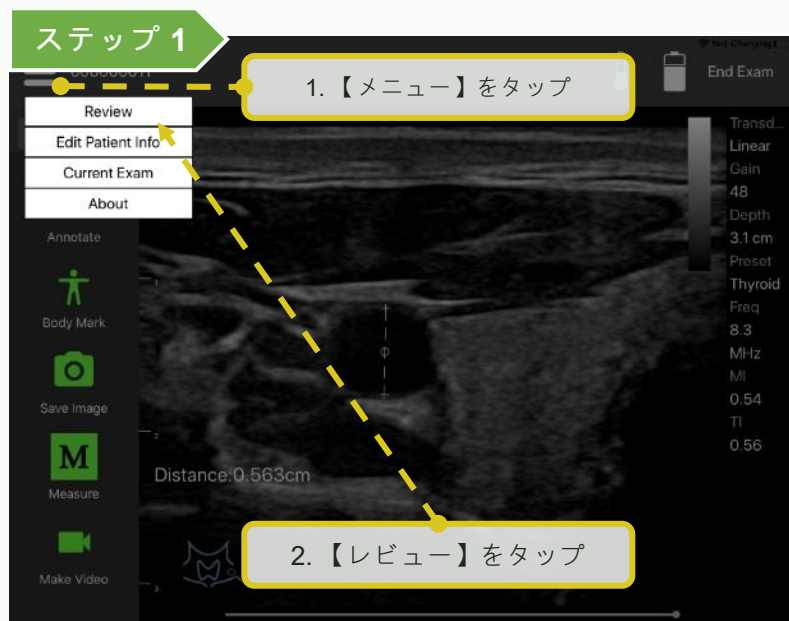 ステップ 1
Not Charging
1. 【メニュー】をタップ
End Exam
Review
Edit Patient Info
Current Exam
About
Annotate
Body Mark
Save Image
M
Measure
Make Video
Transd...
Linear
Gain
48
Depth
3.1 cm
Preset
Thyroid
Freq
8.3
MHz
MI
0.54
TI
0.56
1
2
3
Distance:0.563cm
2. 【レビュー】をタップ